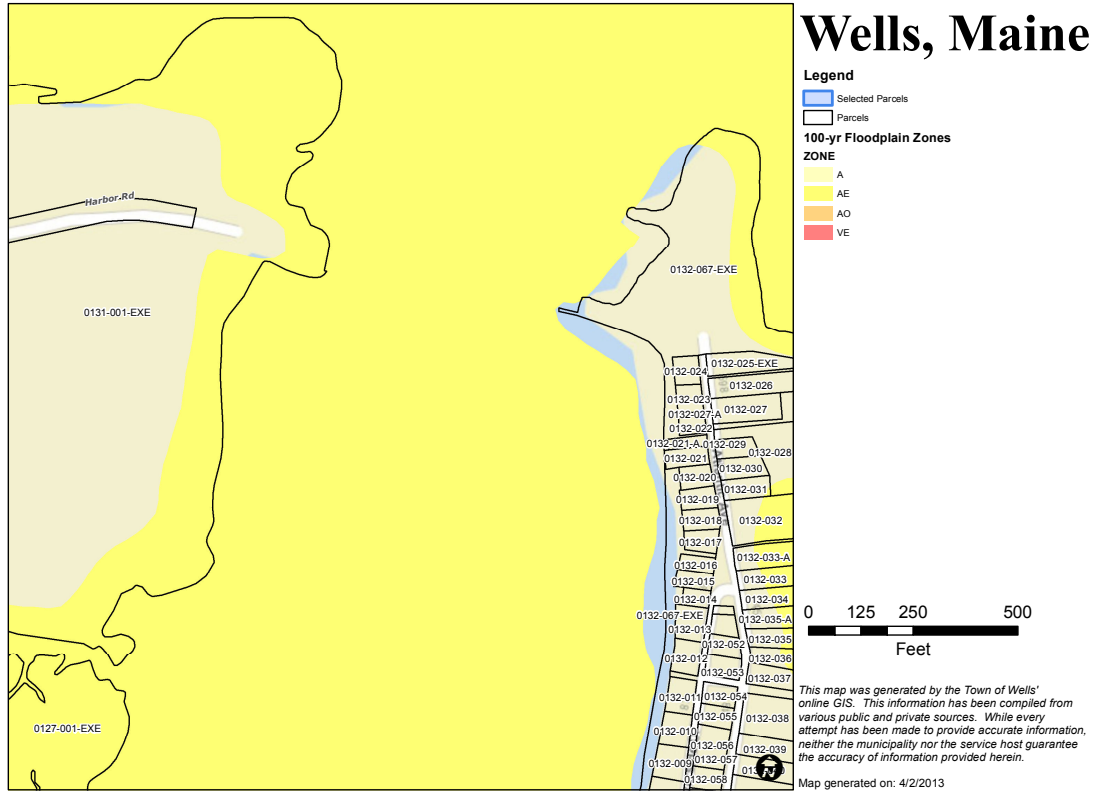 Wells, Maine
Legend
Selected Parcels
Parcels
100-yr Floodplain Zones
ZONE
A
AE
AO
VE
Harbor Rd
0131-001-EXE
0127-001-EXE
0132-067-EXE
0132-025-EXE
0132-024
0132-026
0132-023
0132-027-A
0132-027
0132-022
0132-021-A
0132-029
0132-028
0132-021
0132-030
0132-020
0132-031
0132-019
0132-018
0132-032
0132-017
0132-033-A
0132-016
0132-015
0132-033
0132-014
0132-034
0132-067-EXE
0132-035-A
0132-013
0132-035
0132-052
0132-012
0132-036
0132-053
0132-037
0132-011
0132-054
0132-055
0132-038
0132-010
0132-056
0132-039
0132-057
0132-009
0132-058
0 125 250 500
Feet
This map was generated by the Town of Wells'
online GIS. This information has been compiled from
various public and private sources. While every
attempt has been made to provide accurate information,
neither the municipality nor the service host guarantee
the accuracy of information provided herein.
Map generated on: 4/2/2013